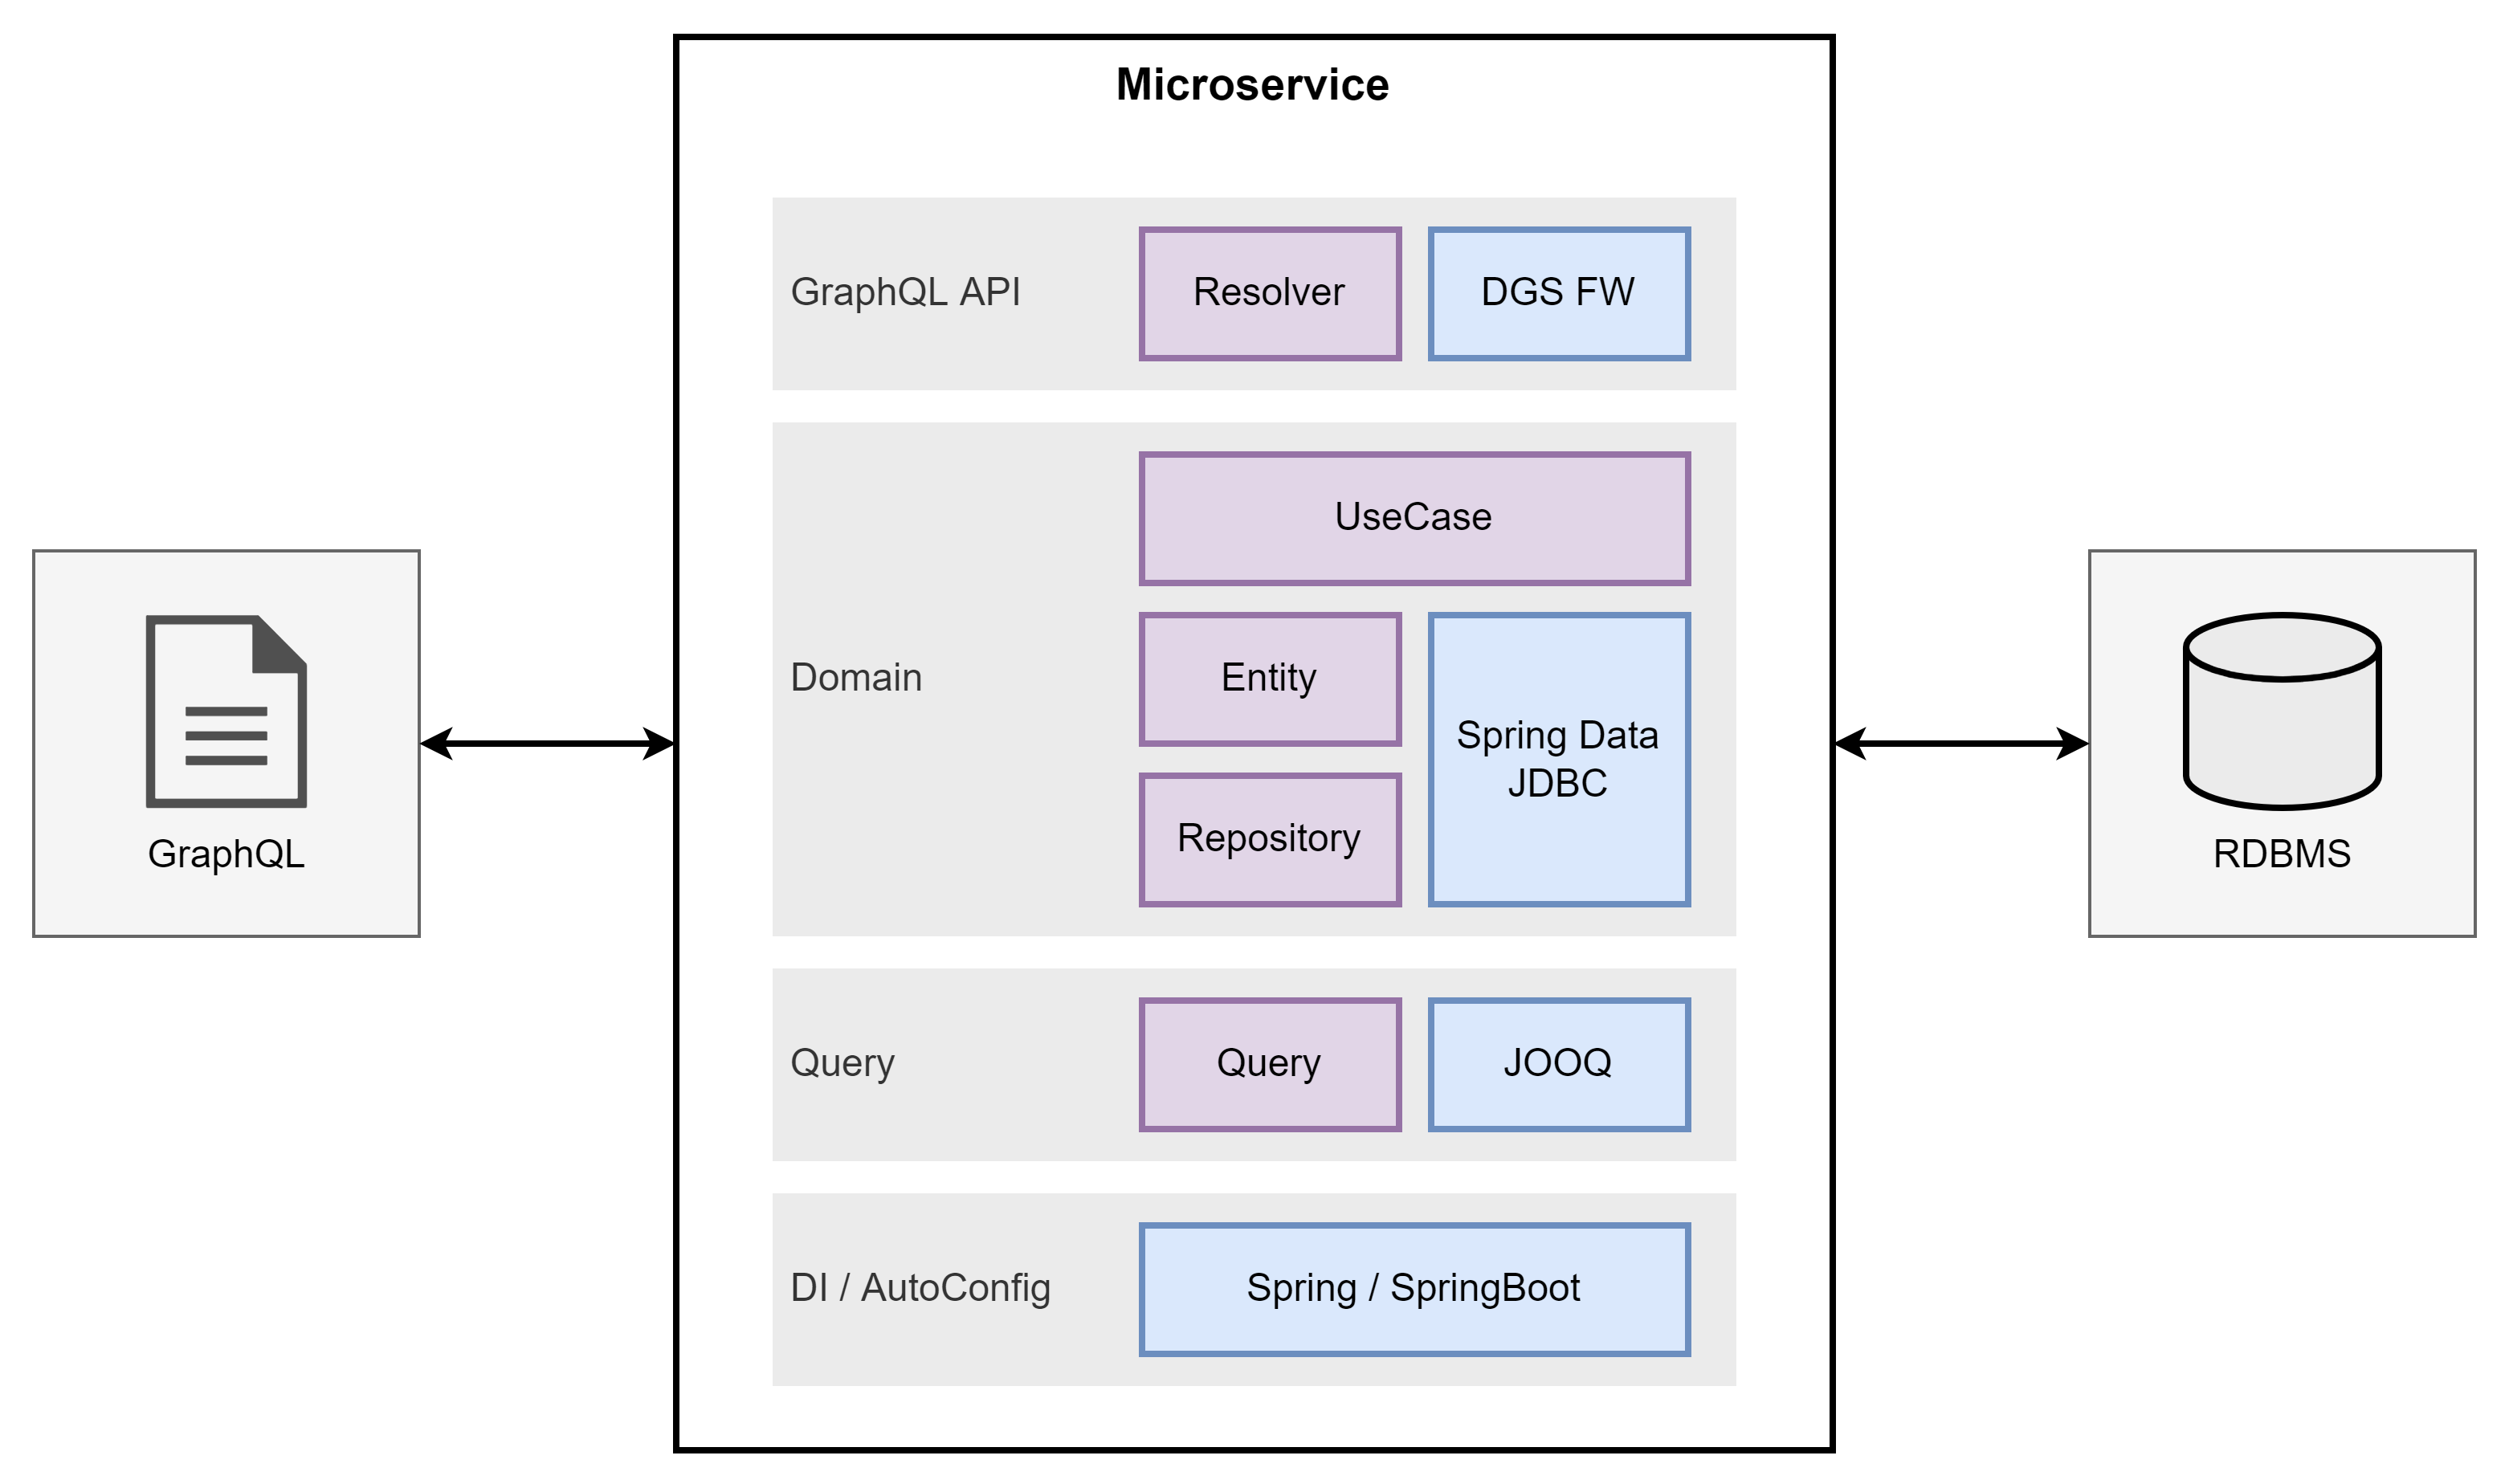 Microservice
GraphQL API
Resolver
DGS FW
UseCase
Domain
Entity
Spring Data
JDBC
Repository
Query
Query
JOOQ
DI / AutoConfig
Spring / SpringBoot
GraphQL
RDBMS